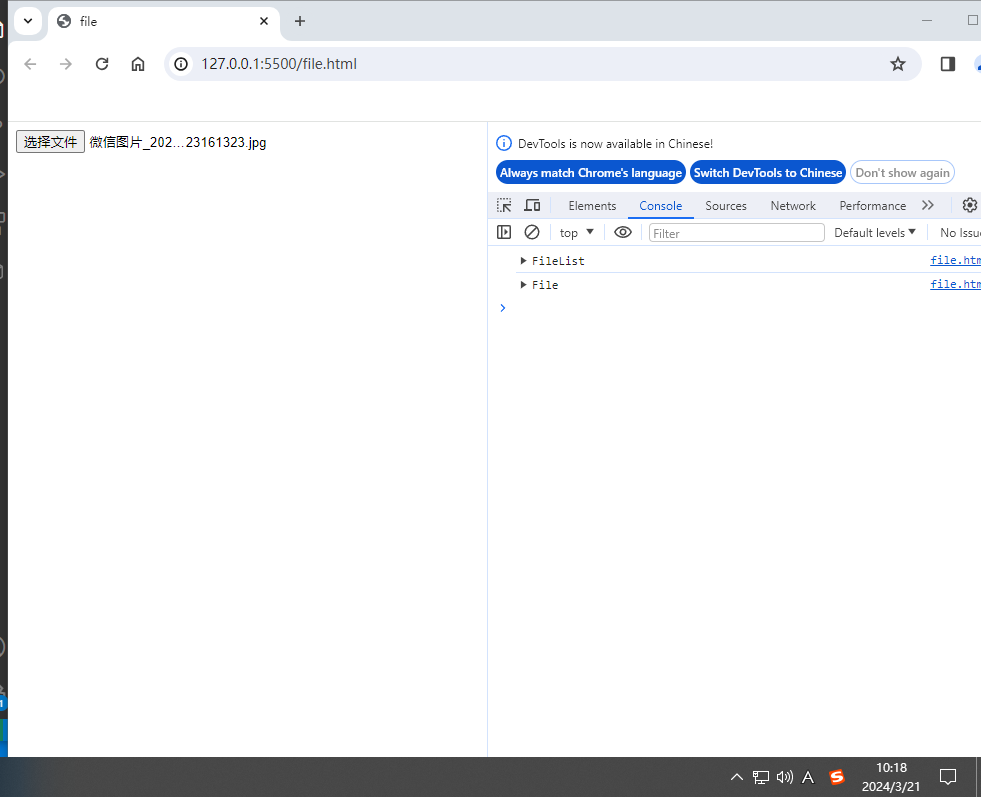 file
127.0.0.1:5500/file.html
选择文件 微信图片_202...23161323.jpg
DevTools is now available in Chinese!
Always match Chrome's language Switch DevTools to Chinese Don't show again
Elements Console Sources Network Performance
top Filter Default levels No Issu
FileList file.htm
File file.htm
A S 10:18
2024/3/21